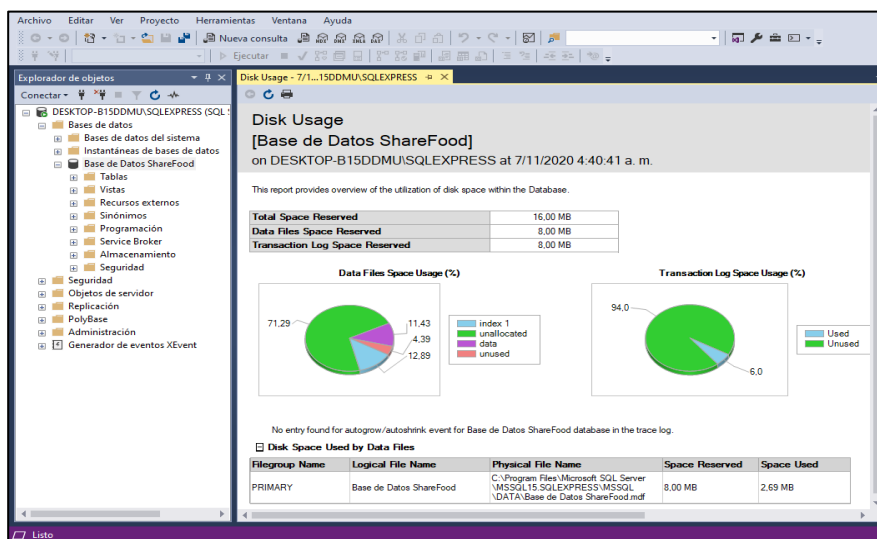 Archivo Editar Ver Proyecto Herramientas Ventana Ayuda
Nueva consulta
Ejecutar
Explorador de objetos
Disk Usage - 7/1...15DDMU\SQLEXPRESS
Conectar
DESKTOP-B15DDMU\SQLEXPRESS (SQL
Bases de datos
Bases de datos del sistema
Instantáneas de bases de datos
Base de Datos ShareFood
Tablas
Vistas
Recursos externos
Sinónimos
Programación
Service Broker
Almacenamiento
Seguridad
Seguridad
Objetos de servidor
Replicación
PolyBase
Administración
Generador de eventos XEvent
Disk Usage
[Base de Datos ShareFood]
on DESKTOP-B15DDMU\SQLEXPRESS at 7/11/2020 4:40:41 a. m.
This report provides overview of the utilization of disk space within the Database.
Total Space Reserved 16,00 MB
Data Files Space Reserved 8,00 MB
Transaction Log Space Reserved 8,00 MB
Data Files Space Usage (%)
71,29
11,43
4,39
12,89
index 1
unallocated
data
unused
Transaction Log Space Usage (%)
94,0
6,0
Used
Unused
No entry found for autogrow/autoshrink event for Base de Datos ShareFood database in the trace log.
Disk Space Used by Data Files
Filegroup Name Logical File Name Physical File Name Space Reserved Space Used
PRIMARY Base de Datos ShareFood C:\Program Files\Microsoft SQL Server
\MSSQL15.SQLEXPRESS\MSSQL
\DATA\Base de Datos ShareFood.mdf 8,00 MB 2,69 MB
Listo